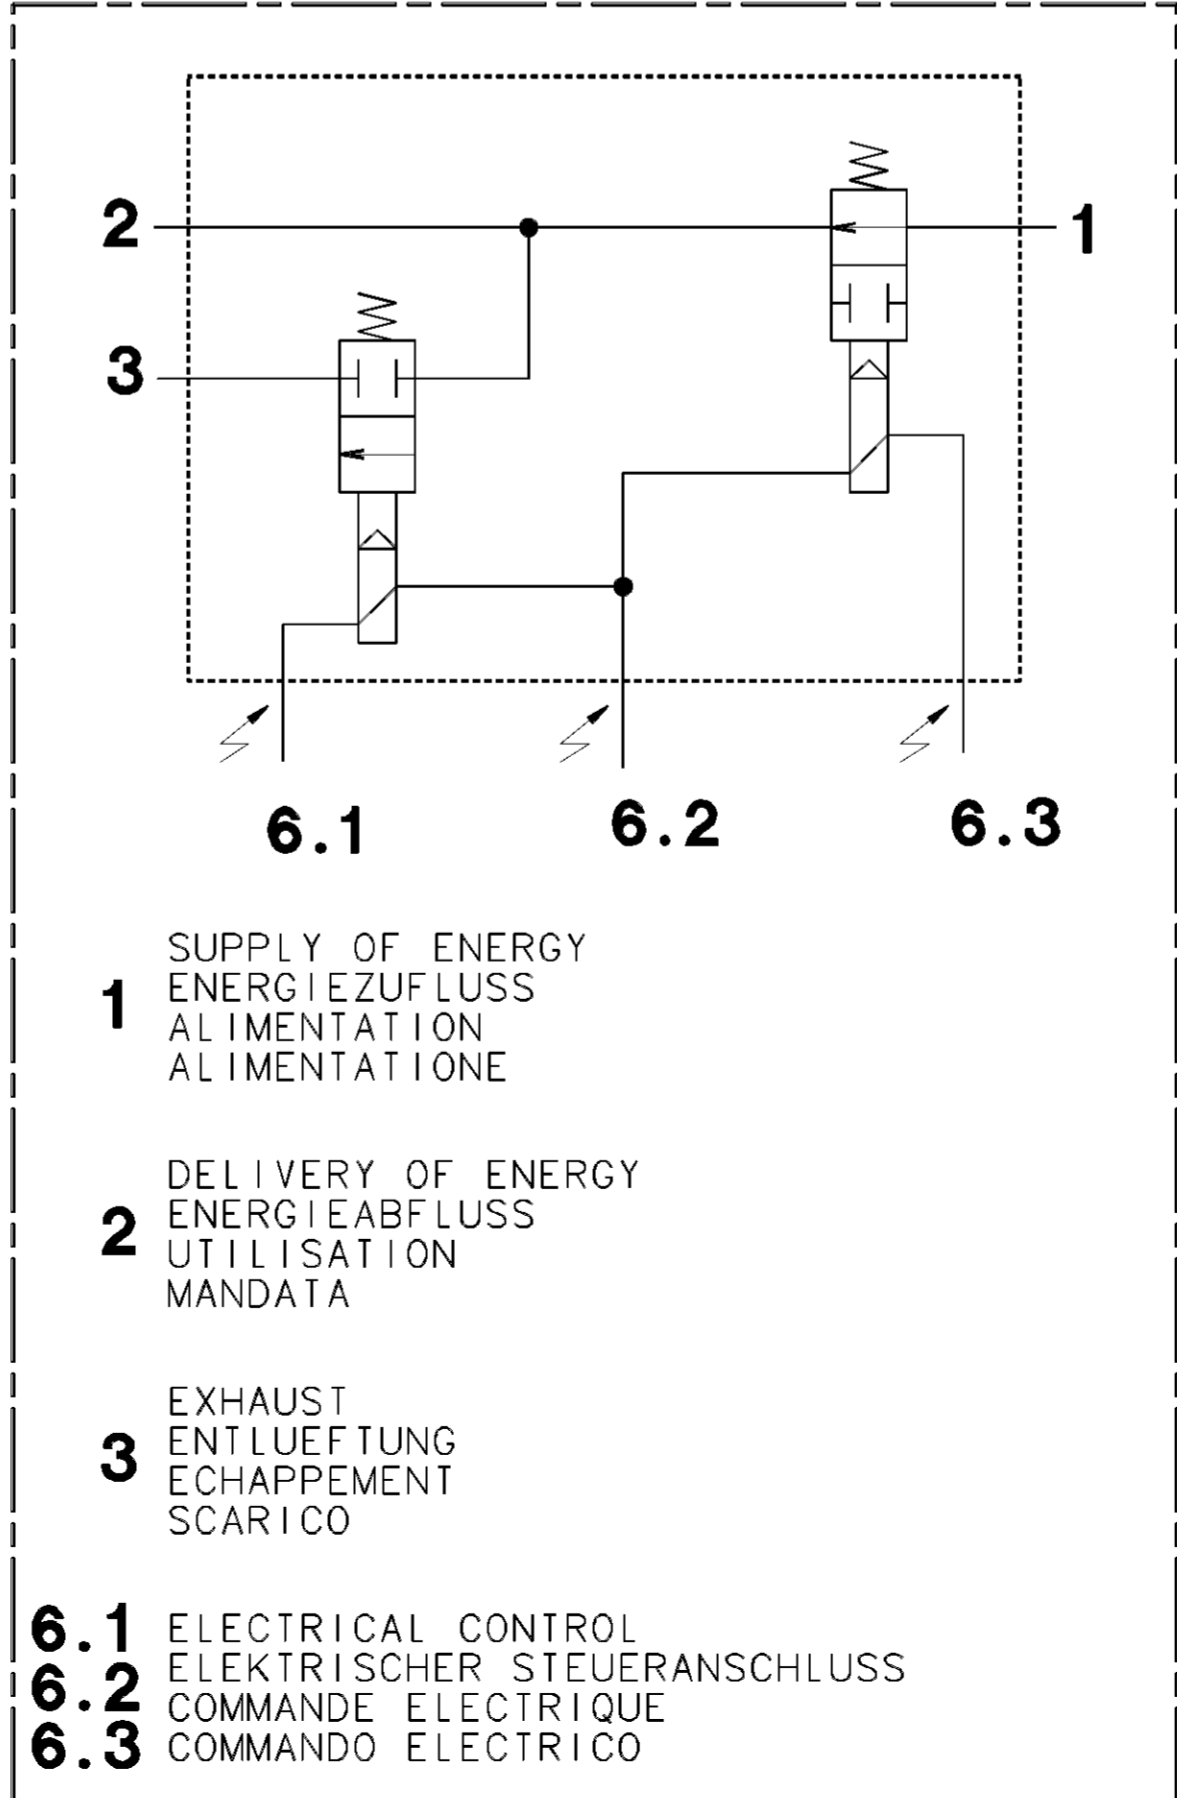 2
1
3
6.1 6.2 6.3
1
SUPPLY OF ENERGY
ENERGIEZUFLUSS
ALIMENTATION
ALIMENTATIONE
2
DELIVERY OF ENERGY
ENERGIEABFLUSS
UTILISATION
MANDATA
3
EXHAUST
ENTLUEFTUNG
ECHAPPEMENT
SCARICO
6.1 ELECTRICAL CONTROL
6.2 ELEKTRISCHER STEUERANSCHLUSS
COMMANDE ELECTRIQUE
6.3 COMMANDO ELECTRICO